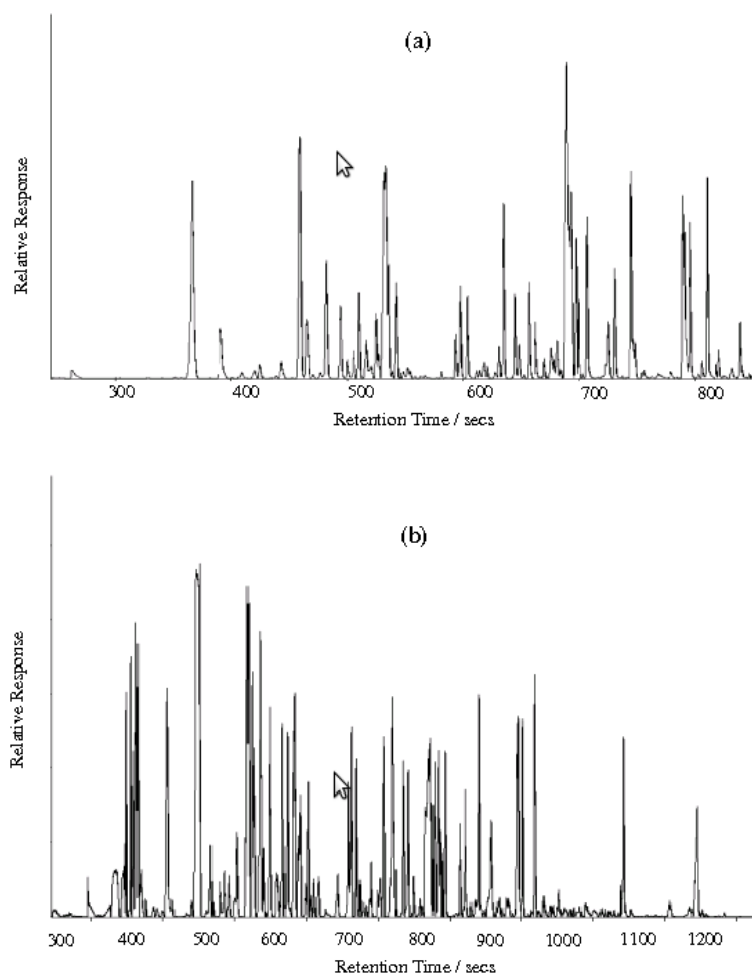 (a)
Relative Response
300 400 500 600 700 800
Retention Time / secs
(b)
Relative Response
300 400 500 600 700 800 900 1000 1100 1200
Retention Time / secs